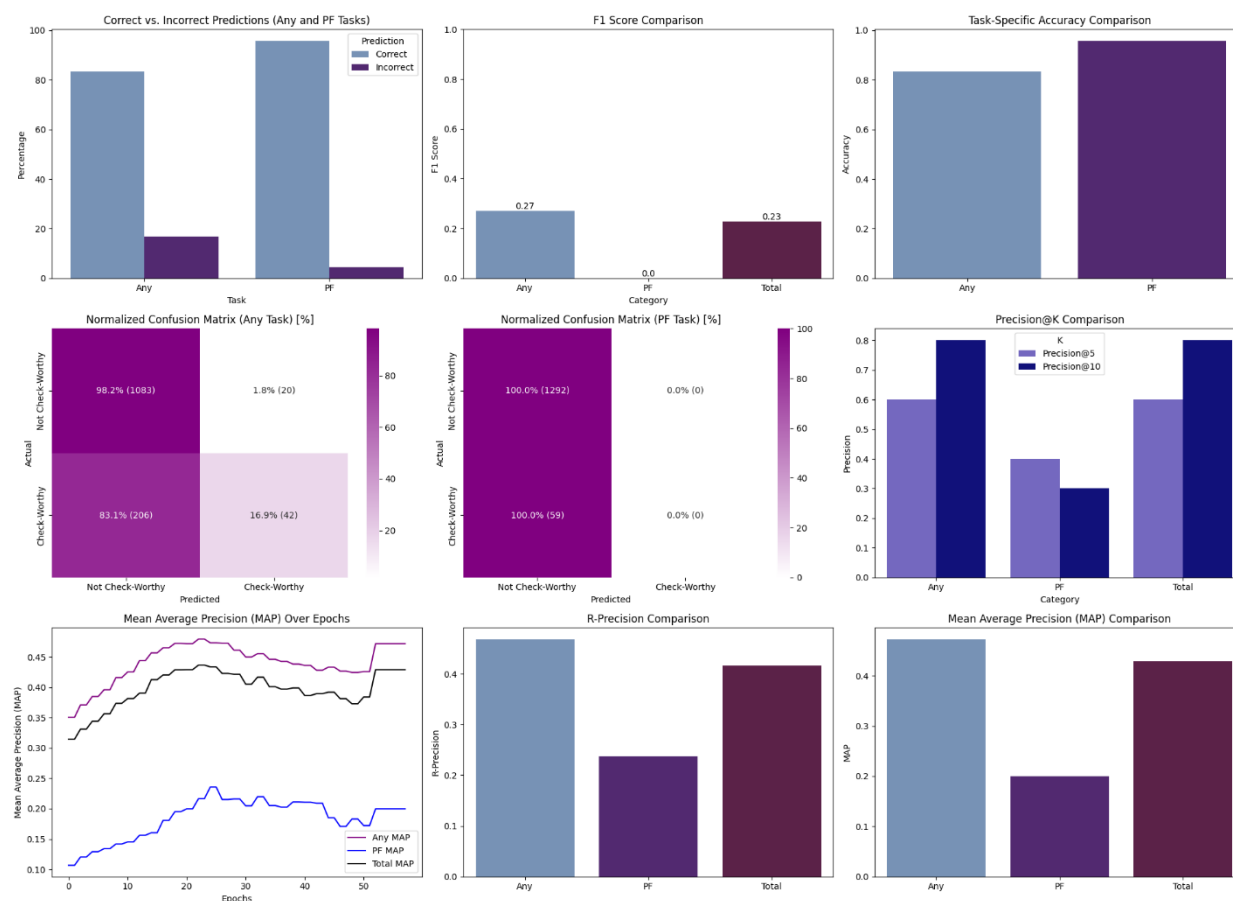 Correct vs. Incorrect Predictions (Any and PF Tasks)
100
80
60
40
20
0
Percentage
Prediction
Correct
Incorrect
Any
PF
Task
F1 Score Comparison
1.0
0.8
0.6
0.4
0.2
0.0
F1 Score
0.27
0.0
0.23
Any
PF
Total
Category
Task-Specific Accuracy Comparison
1.0
0.8
0.6
0.4
0.2
0.0
Accuracy
Any
PF
Normalized Confusion Matrix (Any Task) [%]
Actual
Not Check-Worthy
Check-Worthy
98.2% (1083)
1.8% (20)
83.1% (206)
16.9% (42)
80
60
40
20
Not Check-Worthy
Check-Worthy
Predicted
Normalized Confusion Matrix (PF Task) [%]
Actual
Not Check-Worthy
Check-Worthy
100.0% (1292)
0.0% (0)
100.0% (59)
0.0% (0)
100
80
60
40
20
0
Not Check-Worthy
Check-Worthy
Predicted
Precision@K Comparison
0.8
0.7
0.6
0.5
0.4
0.3
0.2
0.1
0.0
Precision
K
Precision@5
Precision@10
Any
PF
Total
Category
Mean Average Precision (MAP) Over Epochs
0.45
0.40
0.35
0.30
0.25
0.20
0.15
0.10
Mean Average Precision (MAP)
Any MAP
PF MAP
Total MAP
0
10
20
30
40
50
Epochs
R-Precision Comparison
0.4
0.3
0.2
0.1
0.0
R-Precision
Any
PF
Total
Mean Average Precision (MAP) Comparison
0.4
0.3
0.2
0.1
0.0
MAP
Any
PF
Total